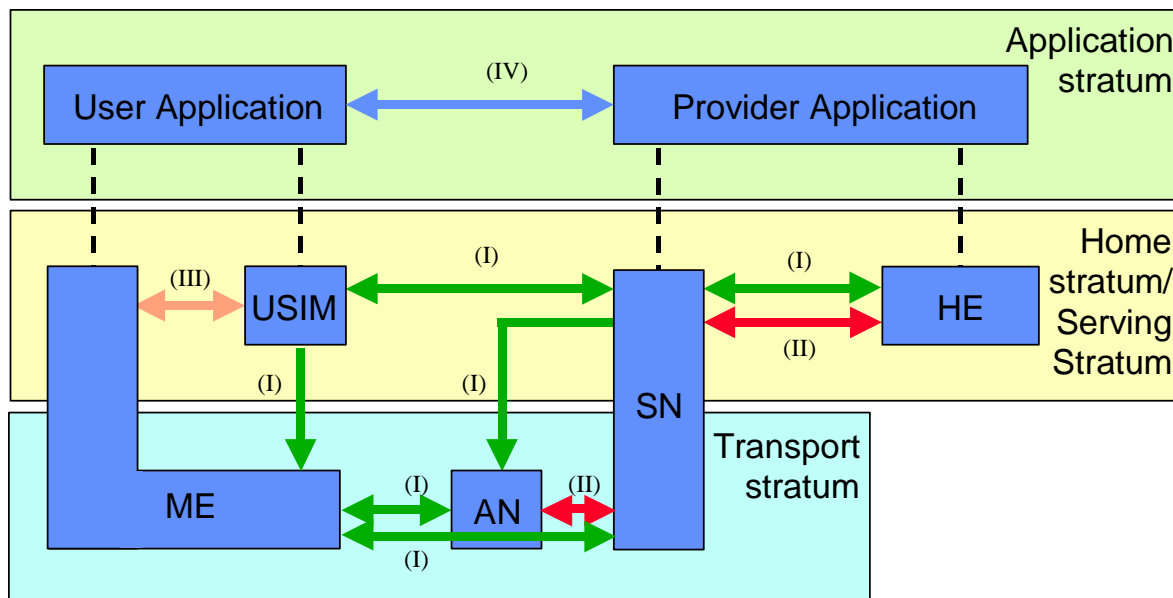 Application
stratum
(IV)
User Application
Provider Application
Home
stratum/
Serving
Stratum
(I)
(I)
(III)
USIM
HE
(II)
(I)
(I)
SN
Transport
stratum
(I)
(II)
ME
AN
(I)